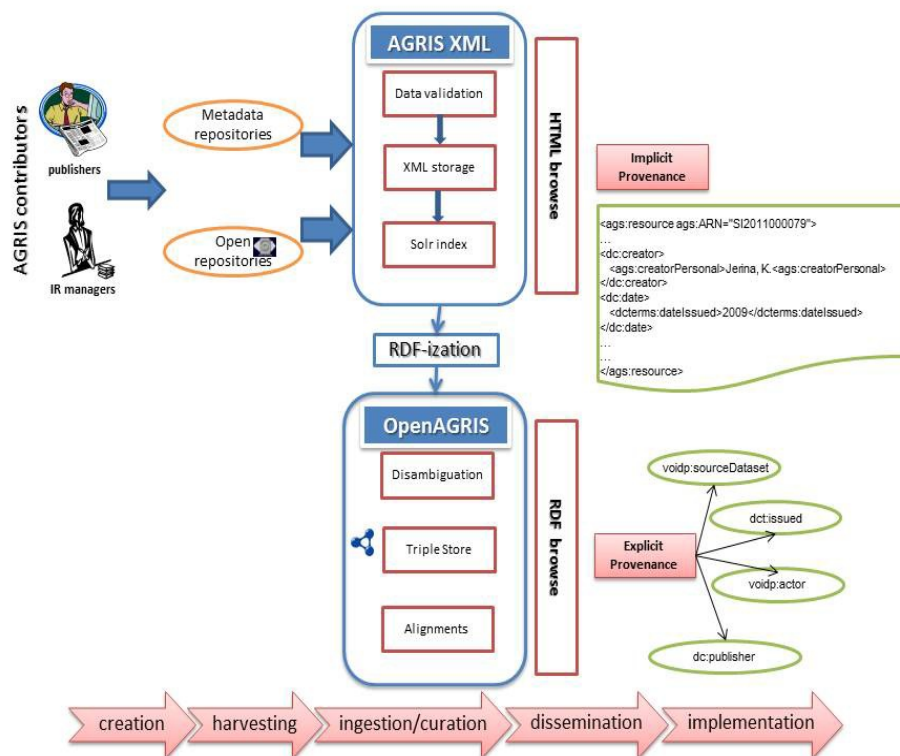 AGRIS contributors
publishers
IR managers
Metadata
repositories
Open
repositories
AGRIS XML
Data validation
XML storage
Solr index
HTML browse
Implicit
Provenance
<ags:resource ags:ARN="SI2011000079">
...
<dc:creator>
<ags:creatorPersonal>Jerina, K.<ags:creatorPersonal>
</dc:creator>
<dc:date>
<dcterms:dateIssued>2009</dcterms:dateIssued>
</dc:date>
...
...
</ags:resource>
RDF-ization
OpenAGRIS
Disambiguation
Triple Store
Alignments
RDF browse
Explicit
Provenance
voidp:sourceDataset
dct:issued
voidp:actor
dc:publisher
creation
harvesting
ingestion/curation
dissemination
implementation